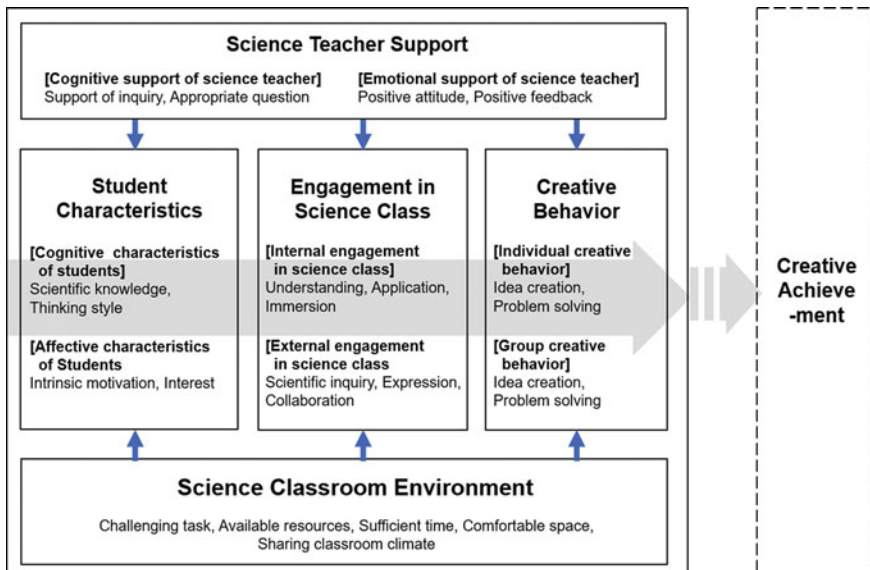 Science Teacher Support
[Cognitive support of science teacher]
Support of inquiry, Appropriate question
[Emotional support of science teacher]
Positive attitude, Positive feedback
Student
Characteristics
[Cognitive characteristics
of students]
Scientific knowledge,
Thinking style
[Affective characteristics
of Students
Intrinsic motivation, Interest
Engagement in
Science Class
[Internal engagement
in science class]
Understanding, Application,
Immersion
[External engagement
in science class
Scientific inquiry, Expression,
Collaboration
Creative
Behavior
[Individual creative
behavior]
Idea creation,
Problem solving
[Group creative
behavior]
Idea creation,
Problem solving
Creative
Achieve
-ment
Science Classroom Environment
Challenging task, Available resources, Sufficient time, Comfortable space,
Sharing classroom climate